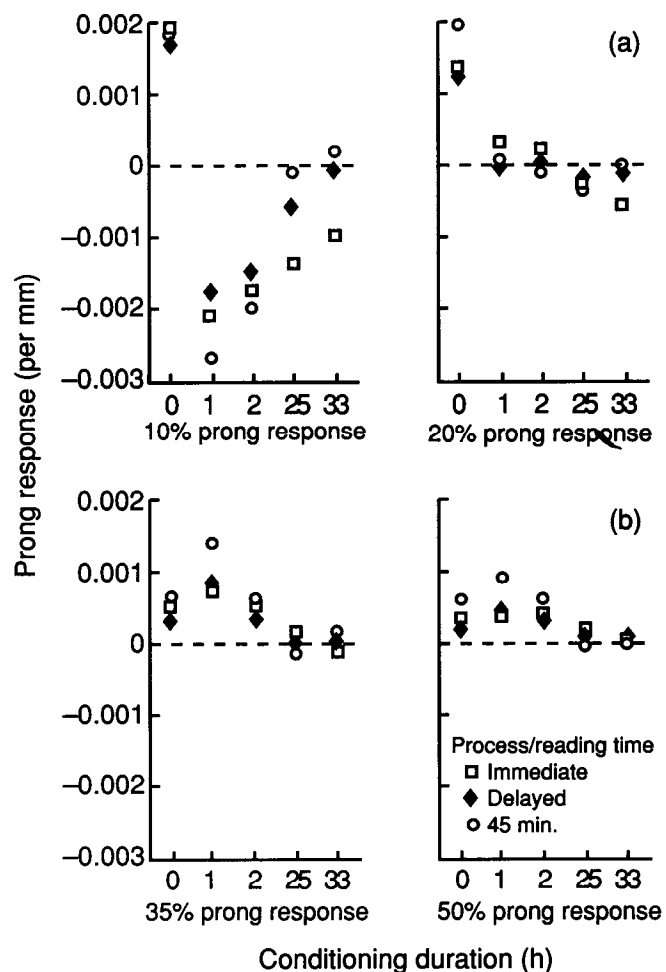 0.002
0.001
0
−0.001
−0.002
−0.003
(a)
0 1 2 25 33
10% prong response
0 1 2 25 33
20% prong response
Prong response (per mm)
0.002
0.001
0
−0.001
−0.002
−0.003
(b)
Process/reading time
Immediate
Delayed
45 min.
0 1 2 25 33
35% prong response
0 1 2 25 33
50% prong response
Conditioning duration (h)